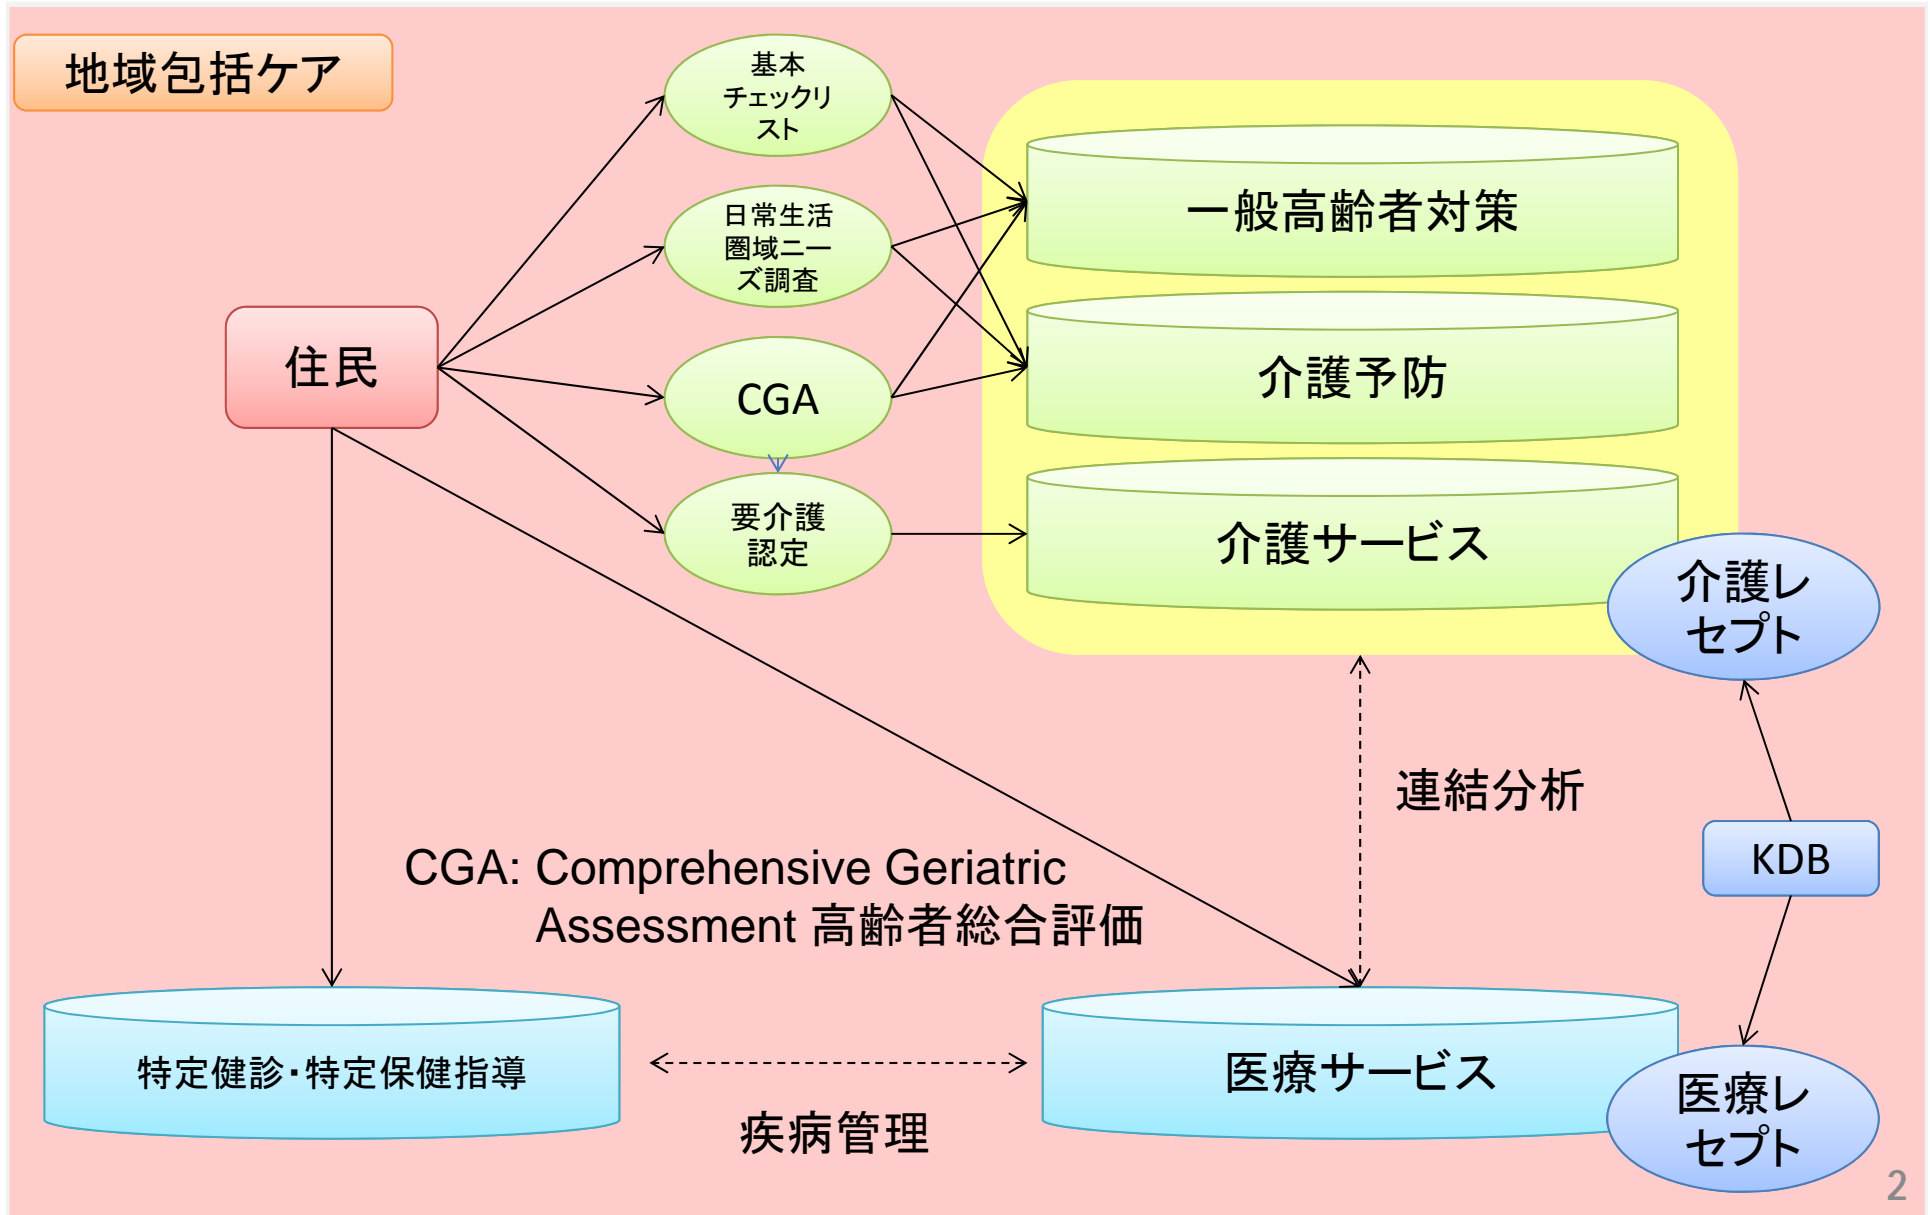 地域包括ケア
基本
チェックリ
スト
日常生活
圏域ニー
ズ調査
CGA
要介護
認定
住民
一般高齢者対策
介護予防
介護サービス
介護レ
セプト
連結分析
KDB
CGA: Comprehensive Geriatric
Assessment 高齢者総合評価
特定健診・特定保健指導
疾病管理
医療サービス
医療レ
セプト
2